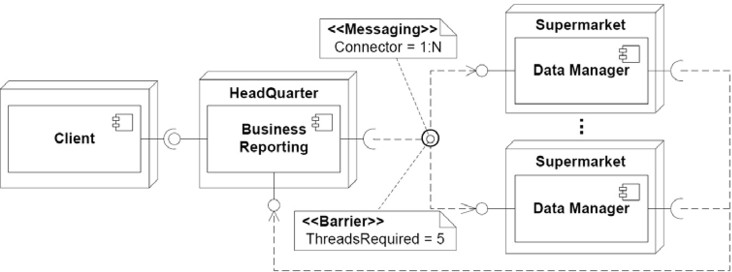 <<Messaging>>
Connector = 1:N
Supermarket
Data Manager
HeadQuarter
Client
Business
Reporting
Supermarket
Data Manager
<<Barrier>>
ThreadsRequired = 5